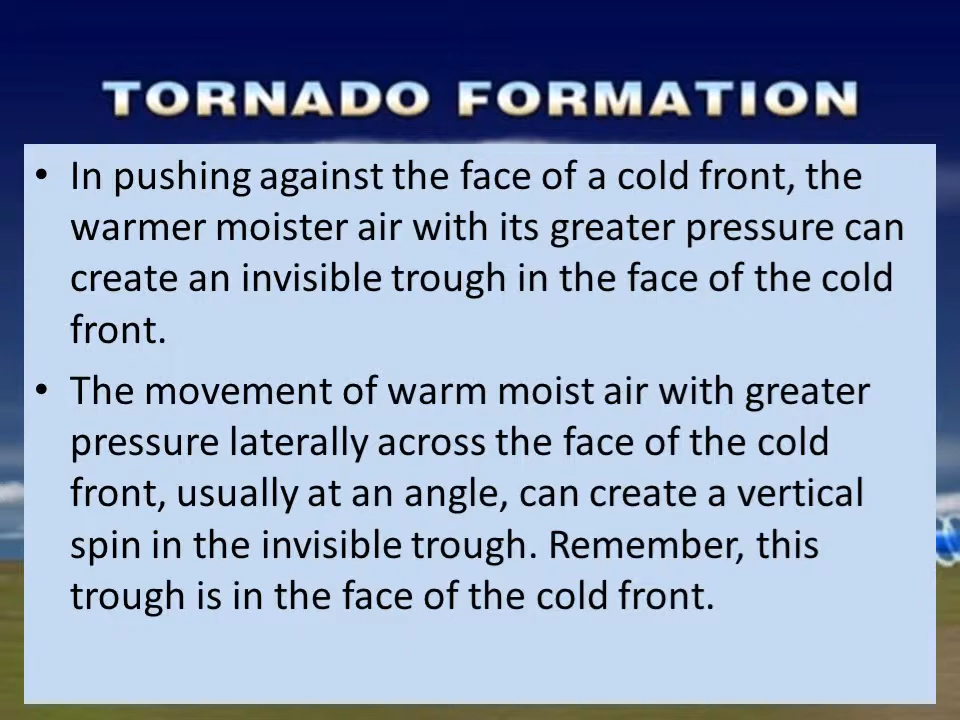 TORNADO FORMATION
• In pushing against the face of a cold front, the
warmer moister air with its greater pressure can
create an invisible trough in the face of the cold
front.
• The movement of warm moist air with greater
pressure laterally across the face of the cold
front, usually at an angle, can create a vertical
spin in the invisible trough. Remember, this
trough is in the face of the cold front.